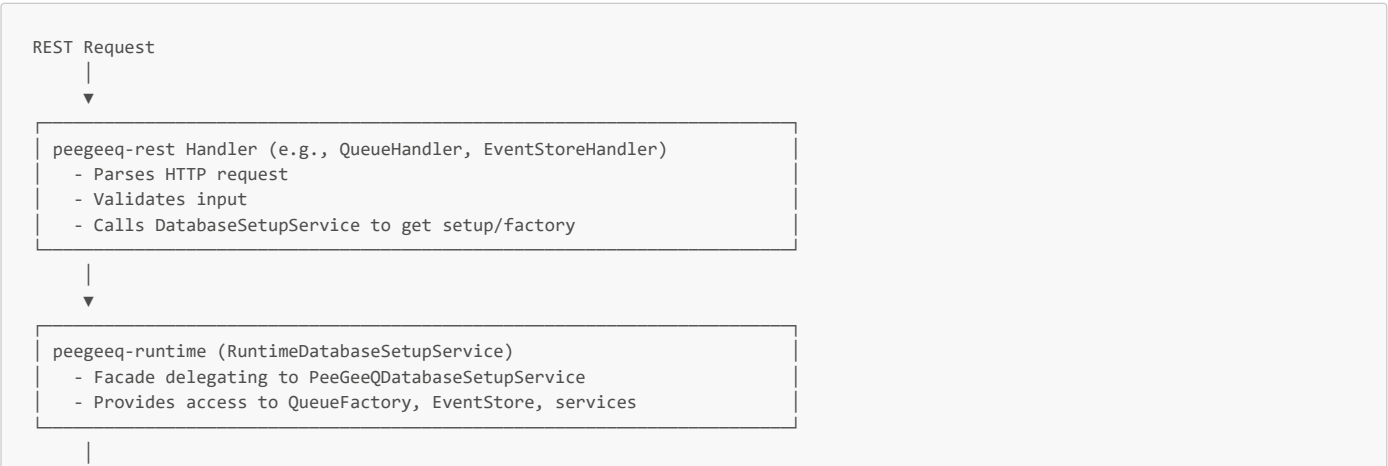 REST Request
│
▼
peegeeq-rest Handler (e.g., QueueHandler, EventStoreHandler)
- Parses HTTP request
- Validates input
- Calls DatabaseSetupService to get setup/factory
│
▼
peegeeq-runtime (RuntimeDatabaseSetupService)
- Facade delegating to PeeGeeQDatabaseSetupService
- Provides access to QueueFactory, EventStore, services
│